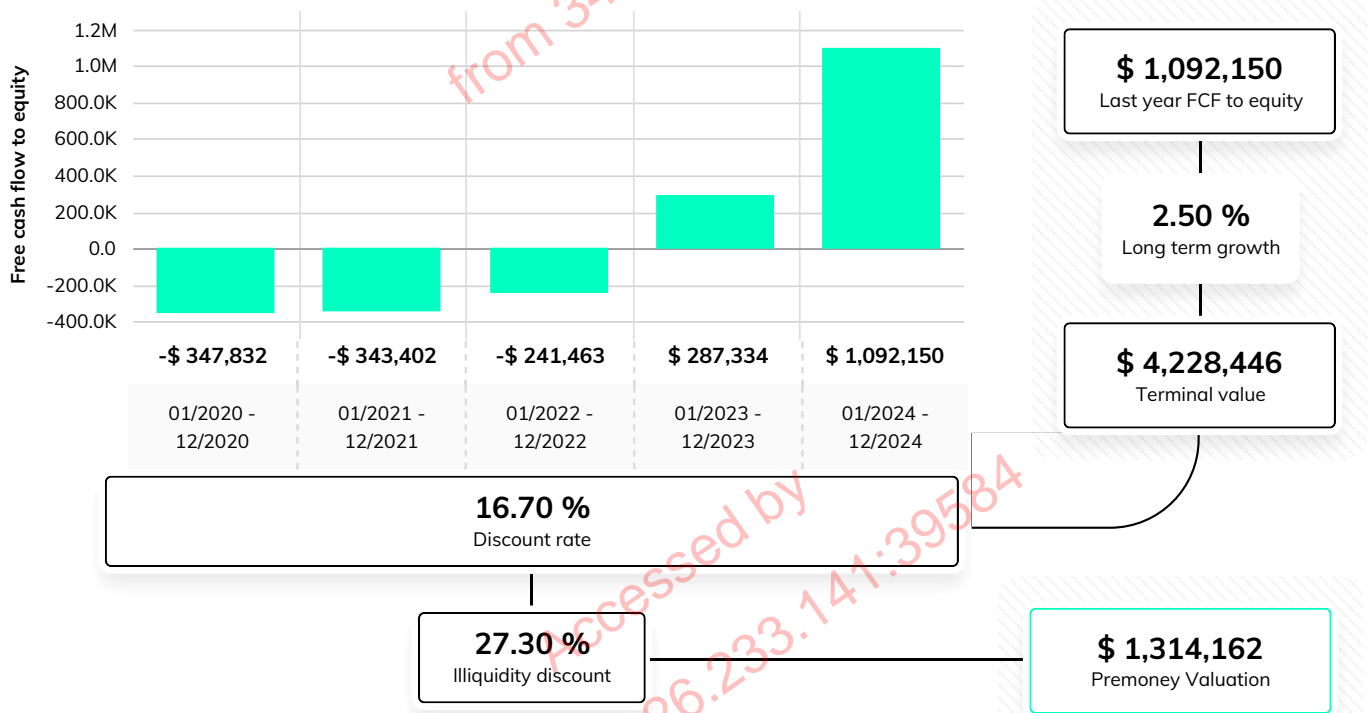 Free cash flow to equity
1.2M
1.0M
800.0K
600.0K
400.0K
200.0K
0.0
-200.0K
-400.0K
-$ 347,832
-$ 343,402
-$ 241,463
$ 287,334
$ 1,092,150
01/2020 -
12/2020
01/2021 -
12/2021
01/2022 -
12/2022
01/2023 -
12/2023
01/2024 -
12/2024
$ 1,092,150
Last year FCF to equity
2.50 %
Long term growth
$ 4,228,446
Terminal value
16.70 %
Discount rate
27.30 %
Illiquidity discount
$ 1,314,162
Premoney Valuation
Accessed by
from 34
.233.141:39584